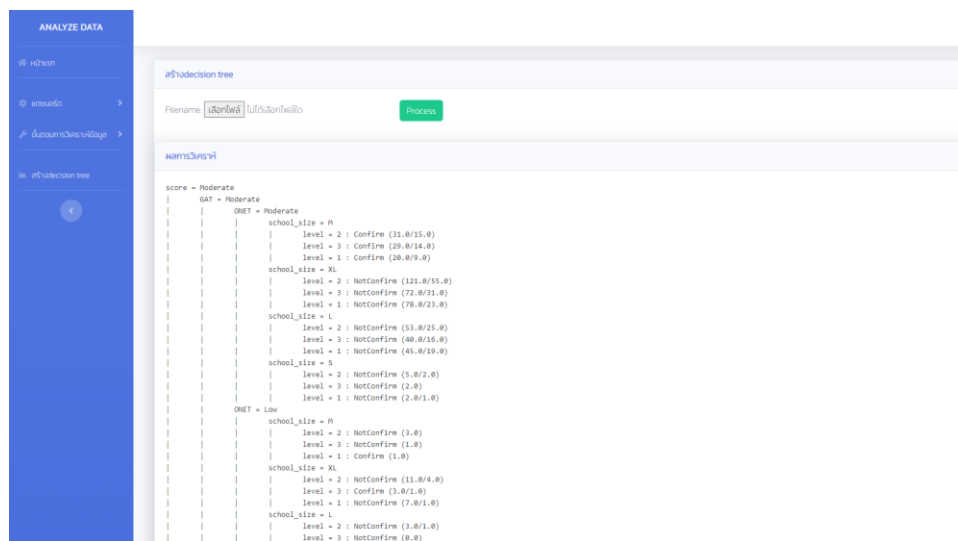 ANALYZE DATA
หน้าแรก
แดชบอร์ด
ขั้นตอนการวิเคราะห์ข้อมูล
สร้างdecision tree
สร้างdecision tree
Filename: เลือกไฟล์ ไม่ได้เลือกไฟล์ใด Process
ผลการวิเคราะห์
score = Moderate
| GAT = Moderate
| | ONET = Moderate
| | | school_size = M
| | | | level = 2 : Confirm (31.0/15.0)
| | | | level = 3 : Confirm (29.0/14.0)
| | | | level = 1 : Confirm (20.0/9.0)
| | | school_size = XL
| | | | level = 2 : NotConfirm (121.0/55.0)
| | | | level = 3 : NotConfirm (72.0/31.0)
| | | | level = 1 : NotConfirm (78.0/23.0)
| | | school_size = L
| | | | level = 2 : NotConfirm (53.0/25.0)
| | | | level = 3 : NotConfirm (40.0/16.0)
| | | | level = 1 : NotConfirm (45.0/19.0)
| | | school_size = S
| | | | level = 2 : NotConfirm (5.0/2.0)
| | | | level = 3 : NotConfirm (2.0)
| | | | level = 1 : NotConfirm (2.0/1.0)
| | ONET = Low
| | | school_size = M
| | | | level = 2 : NotConfirm (3.0)
| | | | level = 3 : NotConfirm (1.0)
| | | | level = 1 : Confirm (1.0)
| | | school_size = XL
| | | | level = 2 : NotConfirm (11.0/4.0)
| | | | level = 3 : Confirm (3.0/1.0)
| | | | level = 1 : NotConfirm (7.0/1.0)
| | | school_size = L
| | | | level = 2 : NotConfirm (3.0/1.0)
| | | | level = 3 : NotConfirm (0.0)